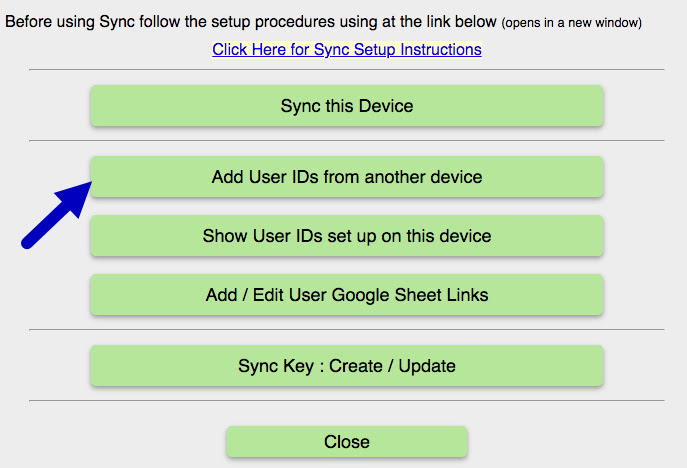 Before using Sync follow the setup procedures using at the link below (opens in a new window)
Click Here for Sync Setup Instructions
Sync this Device
Add User IDs from another device
Show User IDs set up on this device
Add / Edit User Google Sheet Links
Sync Key : Create / Update
Close